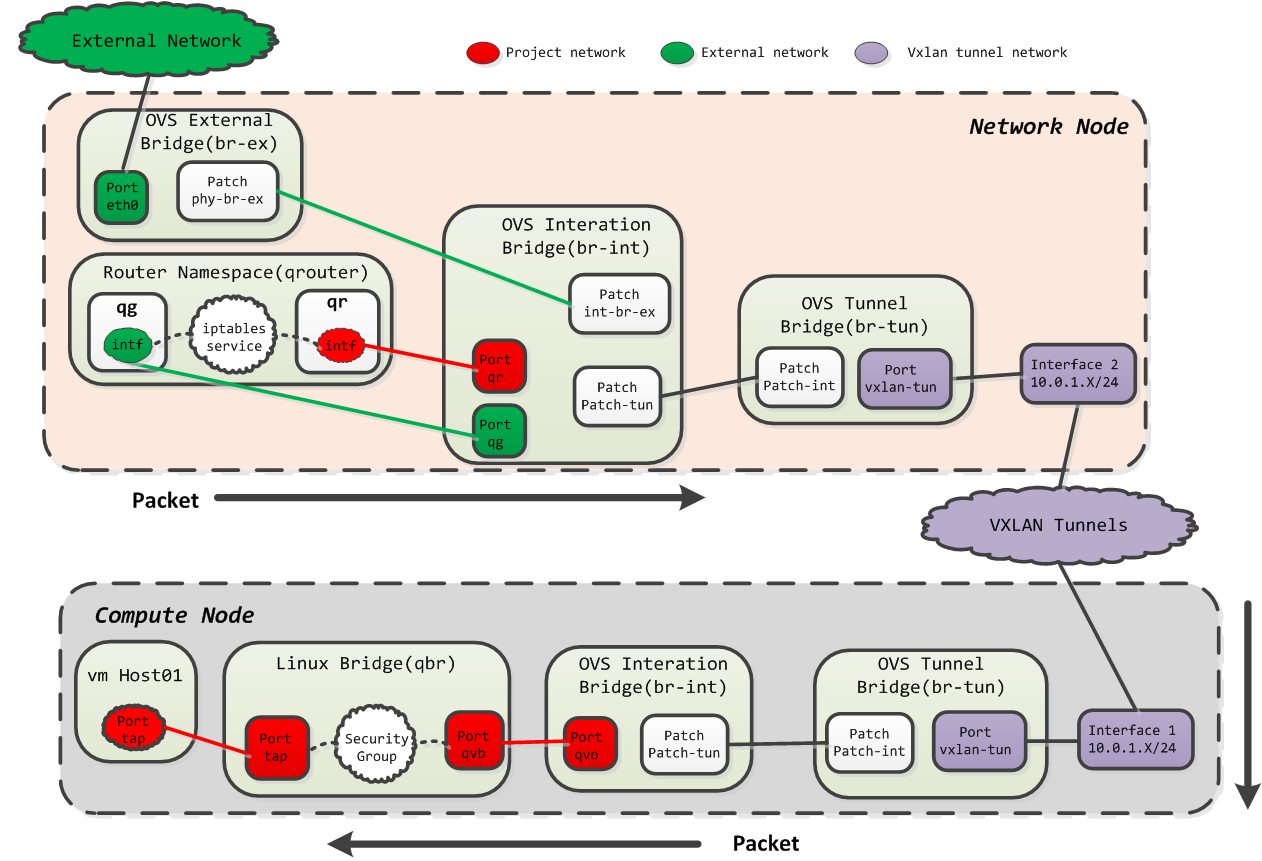 External Network
Project network
External network
Vxlan tunnel network
Network Node
OVS External
Bridge(br-ex)
Port
eth0
Patch
phy-br-ex
Router Namespace(qrouter)
qg
intf
iptables
service
qr
intf
OVS Interation
Bridge(br-int)
Patch
int-br-ex
Port
qr
Patch
Patch-tun
Port
qg
OVS Tunnel
Bridge(br-tun)
Patch
Patch-int
Port
vxlan-tun
Interface 2
10.0.1.X/24
Packet
VXLAN Tunnels
Compute Node
vm Host01
Port
tap
Linux Bridge(qbr)
Port
tap
Security
Group
Port
qvb
OVS Interation
Bridge(br-int)
Port
qvo
Patch
Patch-tun
OVS Tunnel
Bridge(br-tun)
Patch
Patch-int
Port
vxlan-tun
Interface 1
10.0.1.X/24
Packet